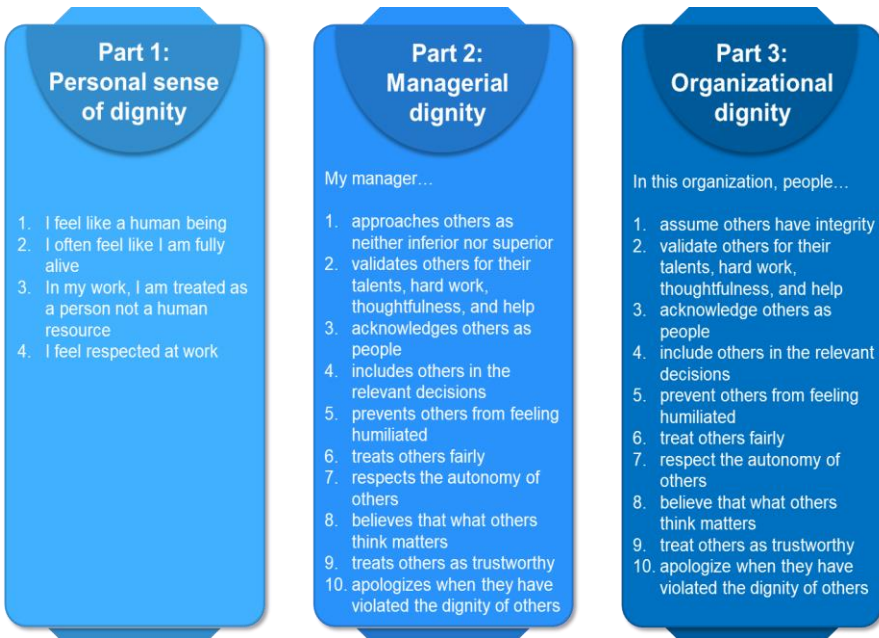 Part 1:
Personal sense
of dignity
1. I feel like a human being
2. I often feel like I am fully
alive
3. In my work, I am treated as
a person not a human
resource
4. I feel respected at work
Part 2:
Managerial
dignity
My manager…
1. approaches others as
neither inferior nor superior
2. validates others for their
talents, hard work,
thoughtfulness, and help
3. acknowledges others as
people
4. includes others in the
relevant decisions
5. prevents others from feeling
humiliated
6. treats others fairly
7. respects the autonomy of
others
8. believes that what others
think matters
9. treats others as trustworthy
10. apologizes when they have
violated the dignity of others
Part 3:
Organizational
dignity
In this organization, people…
1. assume others have integrity
2. validate others for their
talents, hard work,
thoughtfulness, and help
3. acknowledge others as
people
4. include others in the relevant
decisions
5. prevent others from feeling
humiliated
6. treat others fairly
7. respect the autonomy of
others
8. believe that what others
think matters
9. treat others as trustworthy
10. apologize when they have
violated the dignity of others